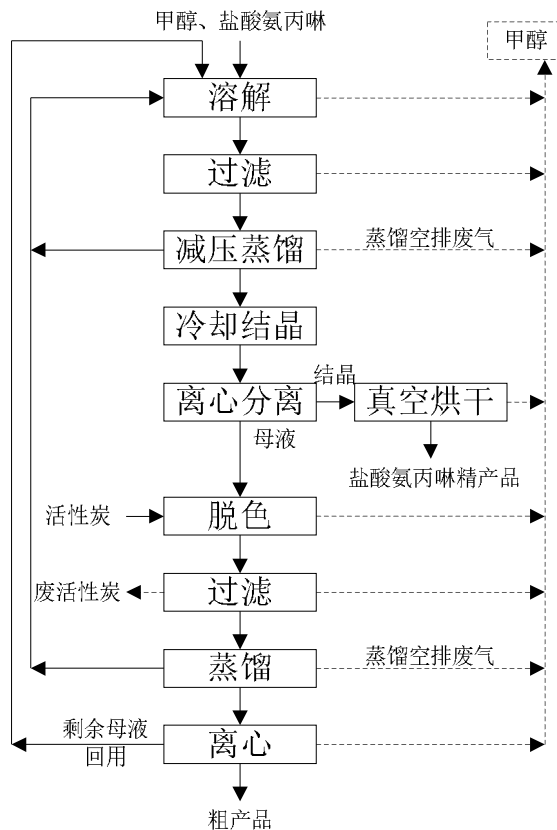 甲醇、盐酸氨丙啉
甲醇
溶解
过滤
减压蒸馏
蒸馏空排废气
冷却结晶
离心分离
结晶
真空烘干
母液
盐酸氨丙啉精产品
活性炭
脱色
废活性炭
过滤
蒸馏
蒸馏空排废气
剩余母液
回用
离心
粗产品